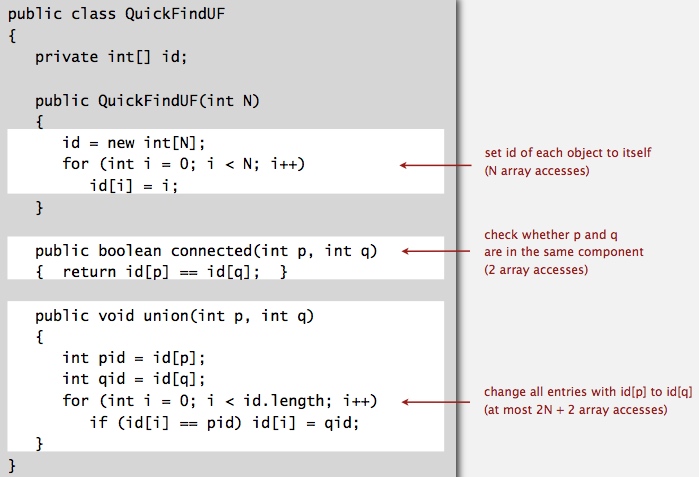 public class QuickFindUF
{
private int[] id;
public QuickFindUF(int N)
{
id = new int[N];
for (int i = 0; i < N; i++)
id[i] = i;
}
set id of each object to itself
(N array accesses)
public boolean connected(int p, int q)
{ return id[p] == id[q]; }
check whether p and q
are in the same component
(2 array accesses)
public void union(int p, int q)
{
int pid = id[p];
int qid = id[q];
for (int i = 0; i < id.length; i++)
if (id[i] == pid) id[i] = qid;
}
change all entries with id[p] to id[q]
(at most 2N + 2 array accesses)
}